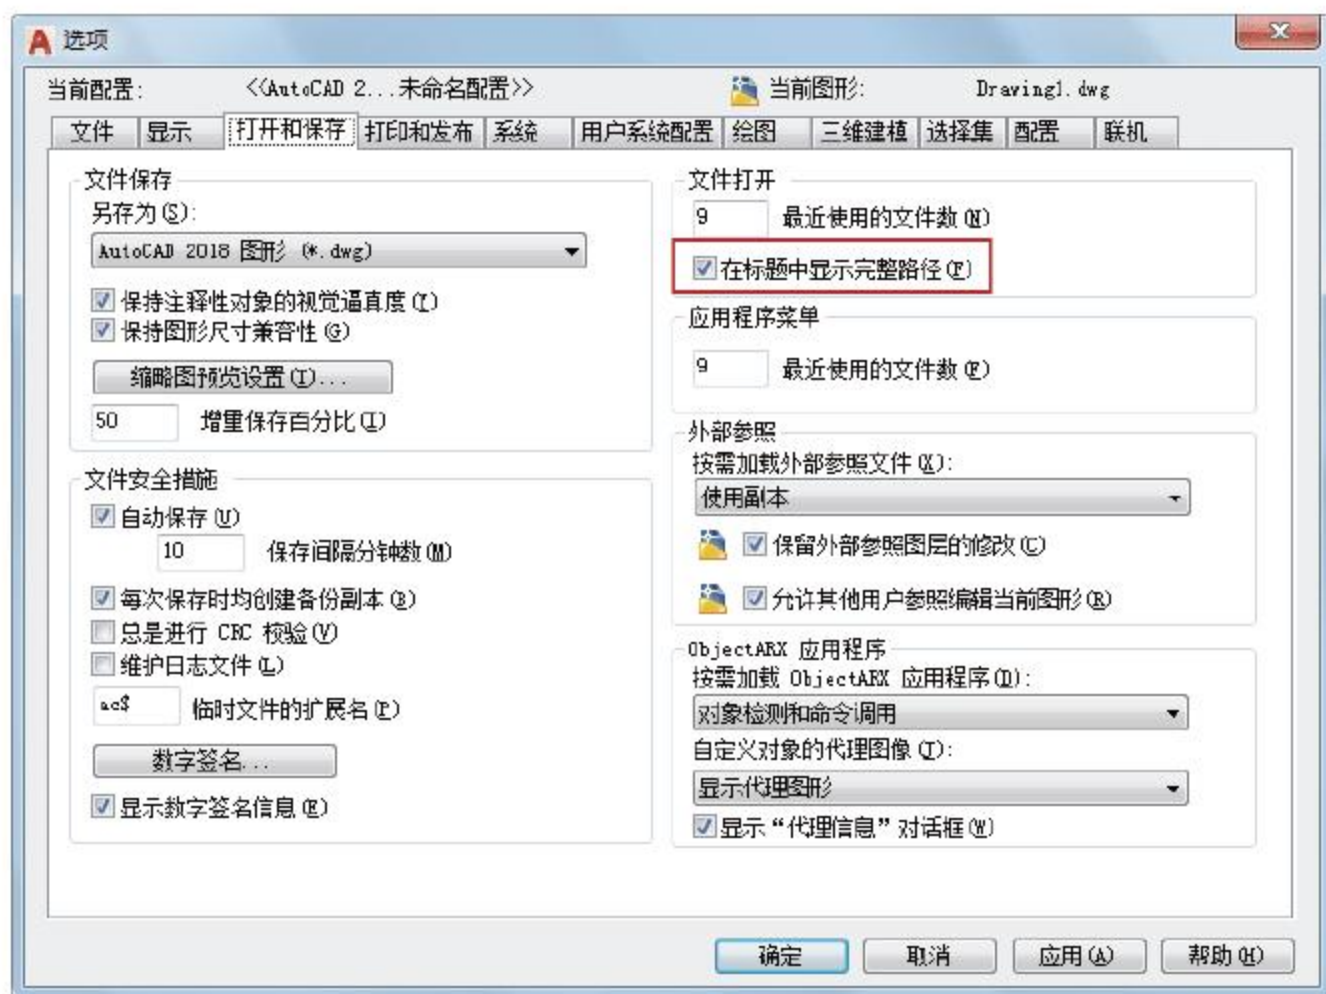 选项
当前配置: <<AutoCAD 2...未命名配置>> 当前图形: Drawing1.dwg
文件 显示 打开和保存 打印和发布 系统 用户系统配置 绘图 三维建模 选择集 配置 联机
文件保存
另存为(S):
AutoCAD 2018 图形 (*.dwg)
保持注释性对象的视觉逼真度(Y)
保持图形尺寸兼容性(G)
缩略图预览设置(I)...
50 增量保存百分比(I)
文件安全措施
自动保存(U)
10 保存间隔分钟数(M)
每次保存时均创建备份副本(B)
总是进行 CRC 校验(V)
维护日志文件(L)
ac$ 临时文件的扩展名(P)
数字签名...
显示数字签名信息(E)
文件打开
9 最近使用的文件数(N)
在标题中显示完整路径(F)
应用程序菜单
9 最近使用的文件数(F)
外部参照
按需加载外部参照文件(X):
使用副本
保留外部参照图层的修改(C)
允许其他用户参照编辑当前图形(R)
ObjectARX 应用程序
按需加载 ObjectARX 应用程序(D):
对象检测和命令调用
自定义对象的代理图像(T):
显示代理图形
显示“代理信息”对话框(W)
确定 取消 应用(A) 帮助(H)